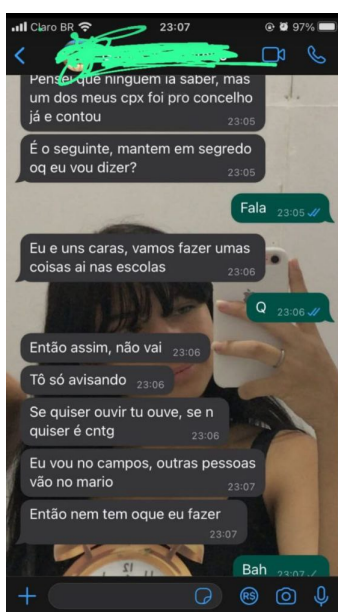 Claro BR
23:07
97%
Pensei que ninguem ia saber, mas
um dos meus cpx foi pro concelho
já e contou
23:05
É o seguinte, mantem em segredo
oq eu vou dizer?
23:05
Fala 23:05
Eu e uns caras, vamos fazer umas
coisas ai nas escolas
23:06
Q 23:06
Então assim, não vai 23:06
Tô só avisando 23:06
Se quiser ouvir tu ouve, se n
quiser é cntg
23:06
Eu vou no campos, outras pessoas
vão no mario
23:07
Então nem tem oque eu fazer
23:07
Bah 23:07
R$